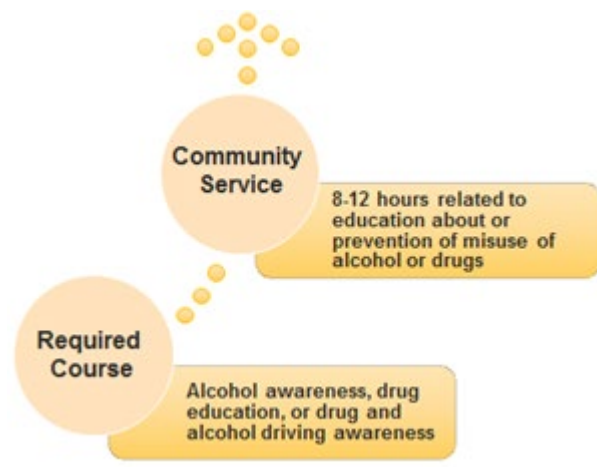 Community
Service
8-12 hours related to
education about or
prevention of misuse of
alcohol or drugs
Required
Course
Alcohol awareness, drug
education, or drug and
alcohol driving awareness